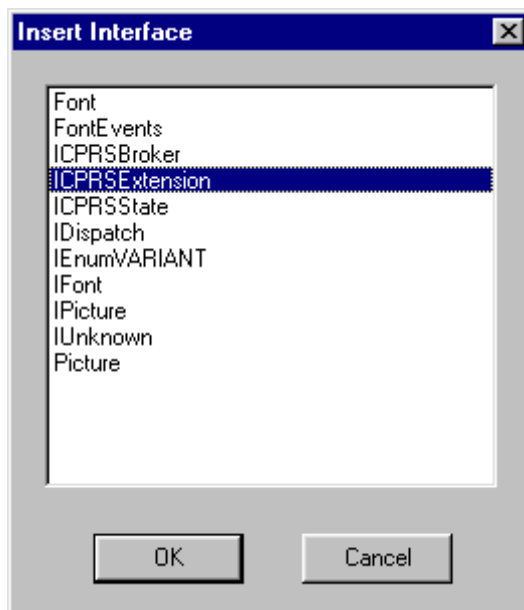 Insert Interface
Font
FontEvents
ICPRSBroker
ICPRSExtension
ICPRSState
IDispatch
IEnumVARIANT
IFont
IPicture
IUnknown
Picture
OK Cancel